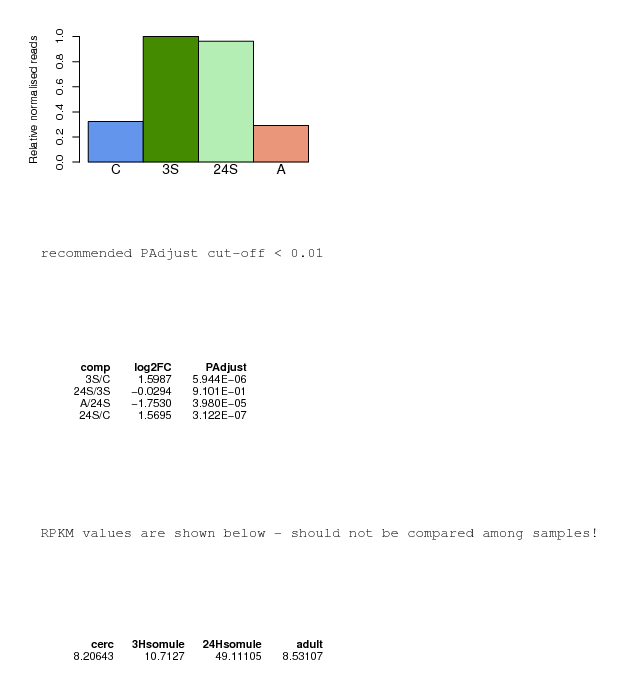 Relative normalised reads
1.0
0.8
0.6
0.4
0.2
0.0
C 3S 24S A
recommended PAdjust cut-off < 0.01
comp log2FC PAdjust
3S/C 1.5987 5.944E−06
24S/3S −0.0294 9.101E−01
A/24S −1.7530 3.980E−05
24S/C 1.5695 3.122E−07
RPKM values are shown below - should not be compared among samples!
cerc 3Hsomule 24Hsomule adult
8.20643 10.7127 49.11105 8.53107